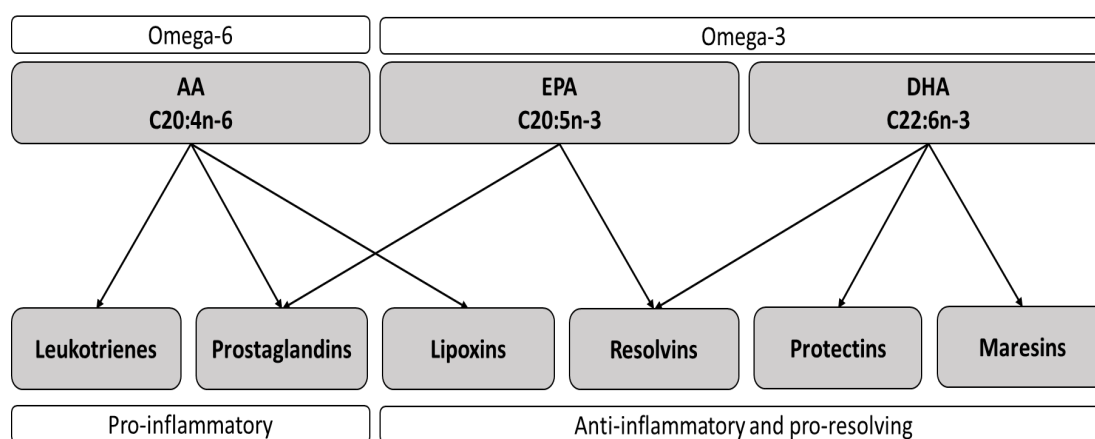 Omega-6
Omega-3
AA
C20:4n-6
EPA
C20:5n-3
DHA
C22:6n-3
Leukotrienes
Prostaglandins
Lipoxins
Resolvins
Protectins
Maresins
Pro-inflammatory
Anti-inflammatory and pro-resolving